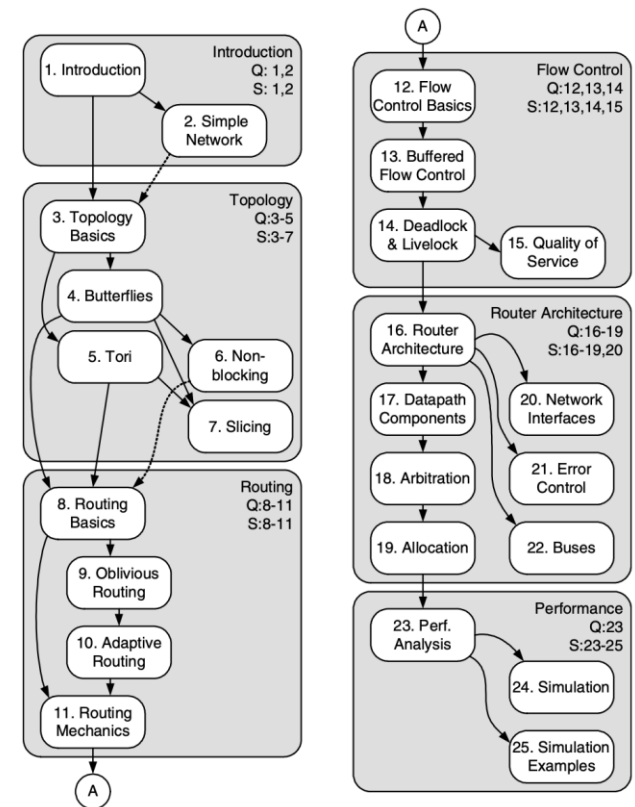 Introduction
Q: 1,2
S: 1,2
1. Introduction
2. Simple
Network
Topology
Q:3-5
S:3-7
3. Topology
Basics
4. Butterflies
5. Tori
6. Non-
blocking
7. Slicing
Routing
Q:8-11
S:8-11
8. Routing
Basics
9. Oblivious
Routing
10. Adaptive
Routing
11. Routing
Mechanics
A
A
Flow Control
Q:12,13,14
S:12,13,14,15
12. Flow
Control Basics
13. Buffered
Flow Control
14. Deadlock
& Livelock
15. Quality of
Service
Router Architecture
Q:16-19
S:16-19,20
16. Router
Architecture
17. Datapath
Components
18. Arbitration
19. Allocation
20. Network
Interfaces
21. Error
Control
22. Buses
Performance
Q:23
S:23-25
23. Perf.
Analysis
24. Simulation
25. Simulation
Examples